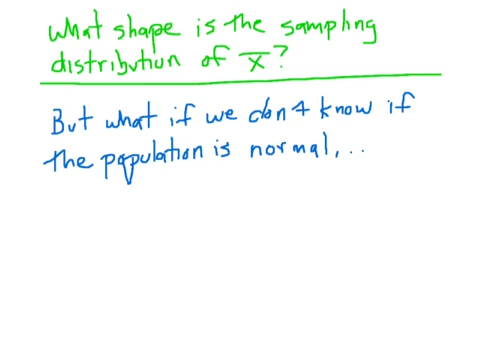 What shape is the sampling
distribution of x̄?
But what if we don't know if
the population is normal, ..